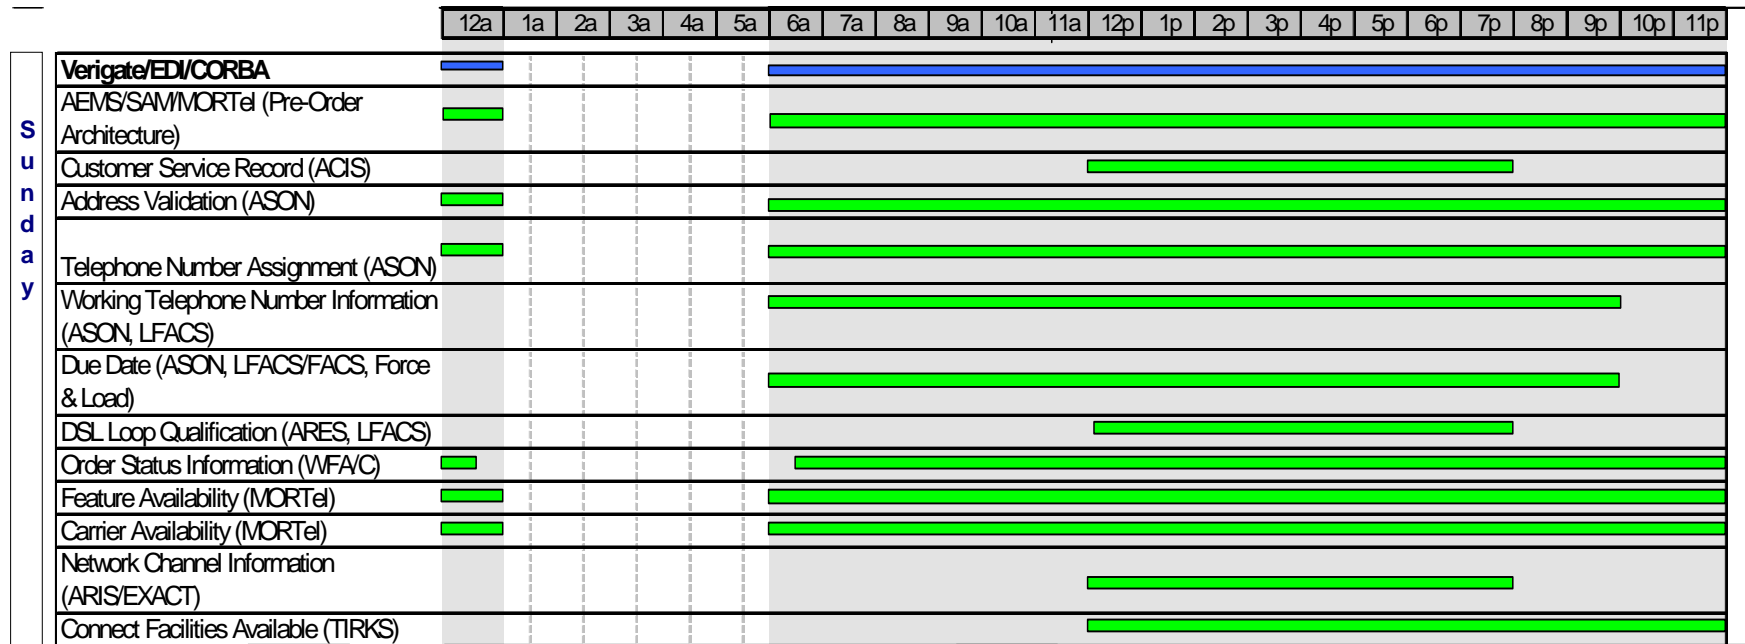 12a 1a 2a 3a 4a 5a 6a 7a 8a 9a 10a 11a 12p 1p 2p 3p 4p 5p 6p 7p 8p 9p 10p 11p
Sunday
Verigate/EDI/CORBA
AEMS/SAM/MORTel (Pre-Order
Architecture)
Customer Service Record (ACIS)
Address Validation (ASON)
Telephone Number Assignment (ASON)
Working Telephone Number Information
(ASON, LFACS)
Due Date (ASON, LFACS/FACS, Force
& Load)
DSL Loop Qualification (ARES, LFACS)
Order Status Information (WFA/C)
Feature Availability (MORTel)
Carrier Availability (MORTel)
Network Channel Information
(ARIS/EXACT)
Connect Facilities Available (TIRKS)